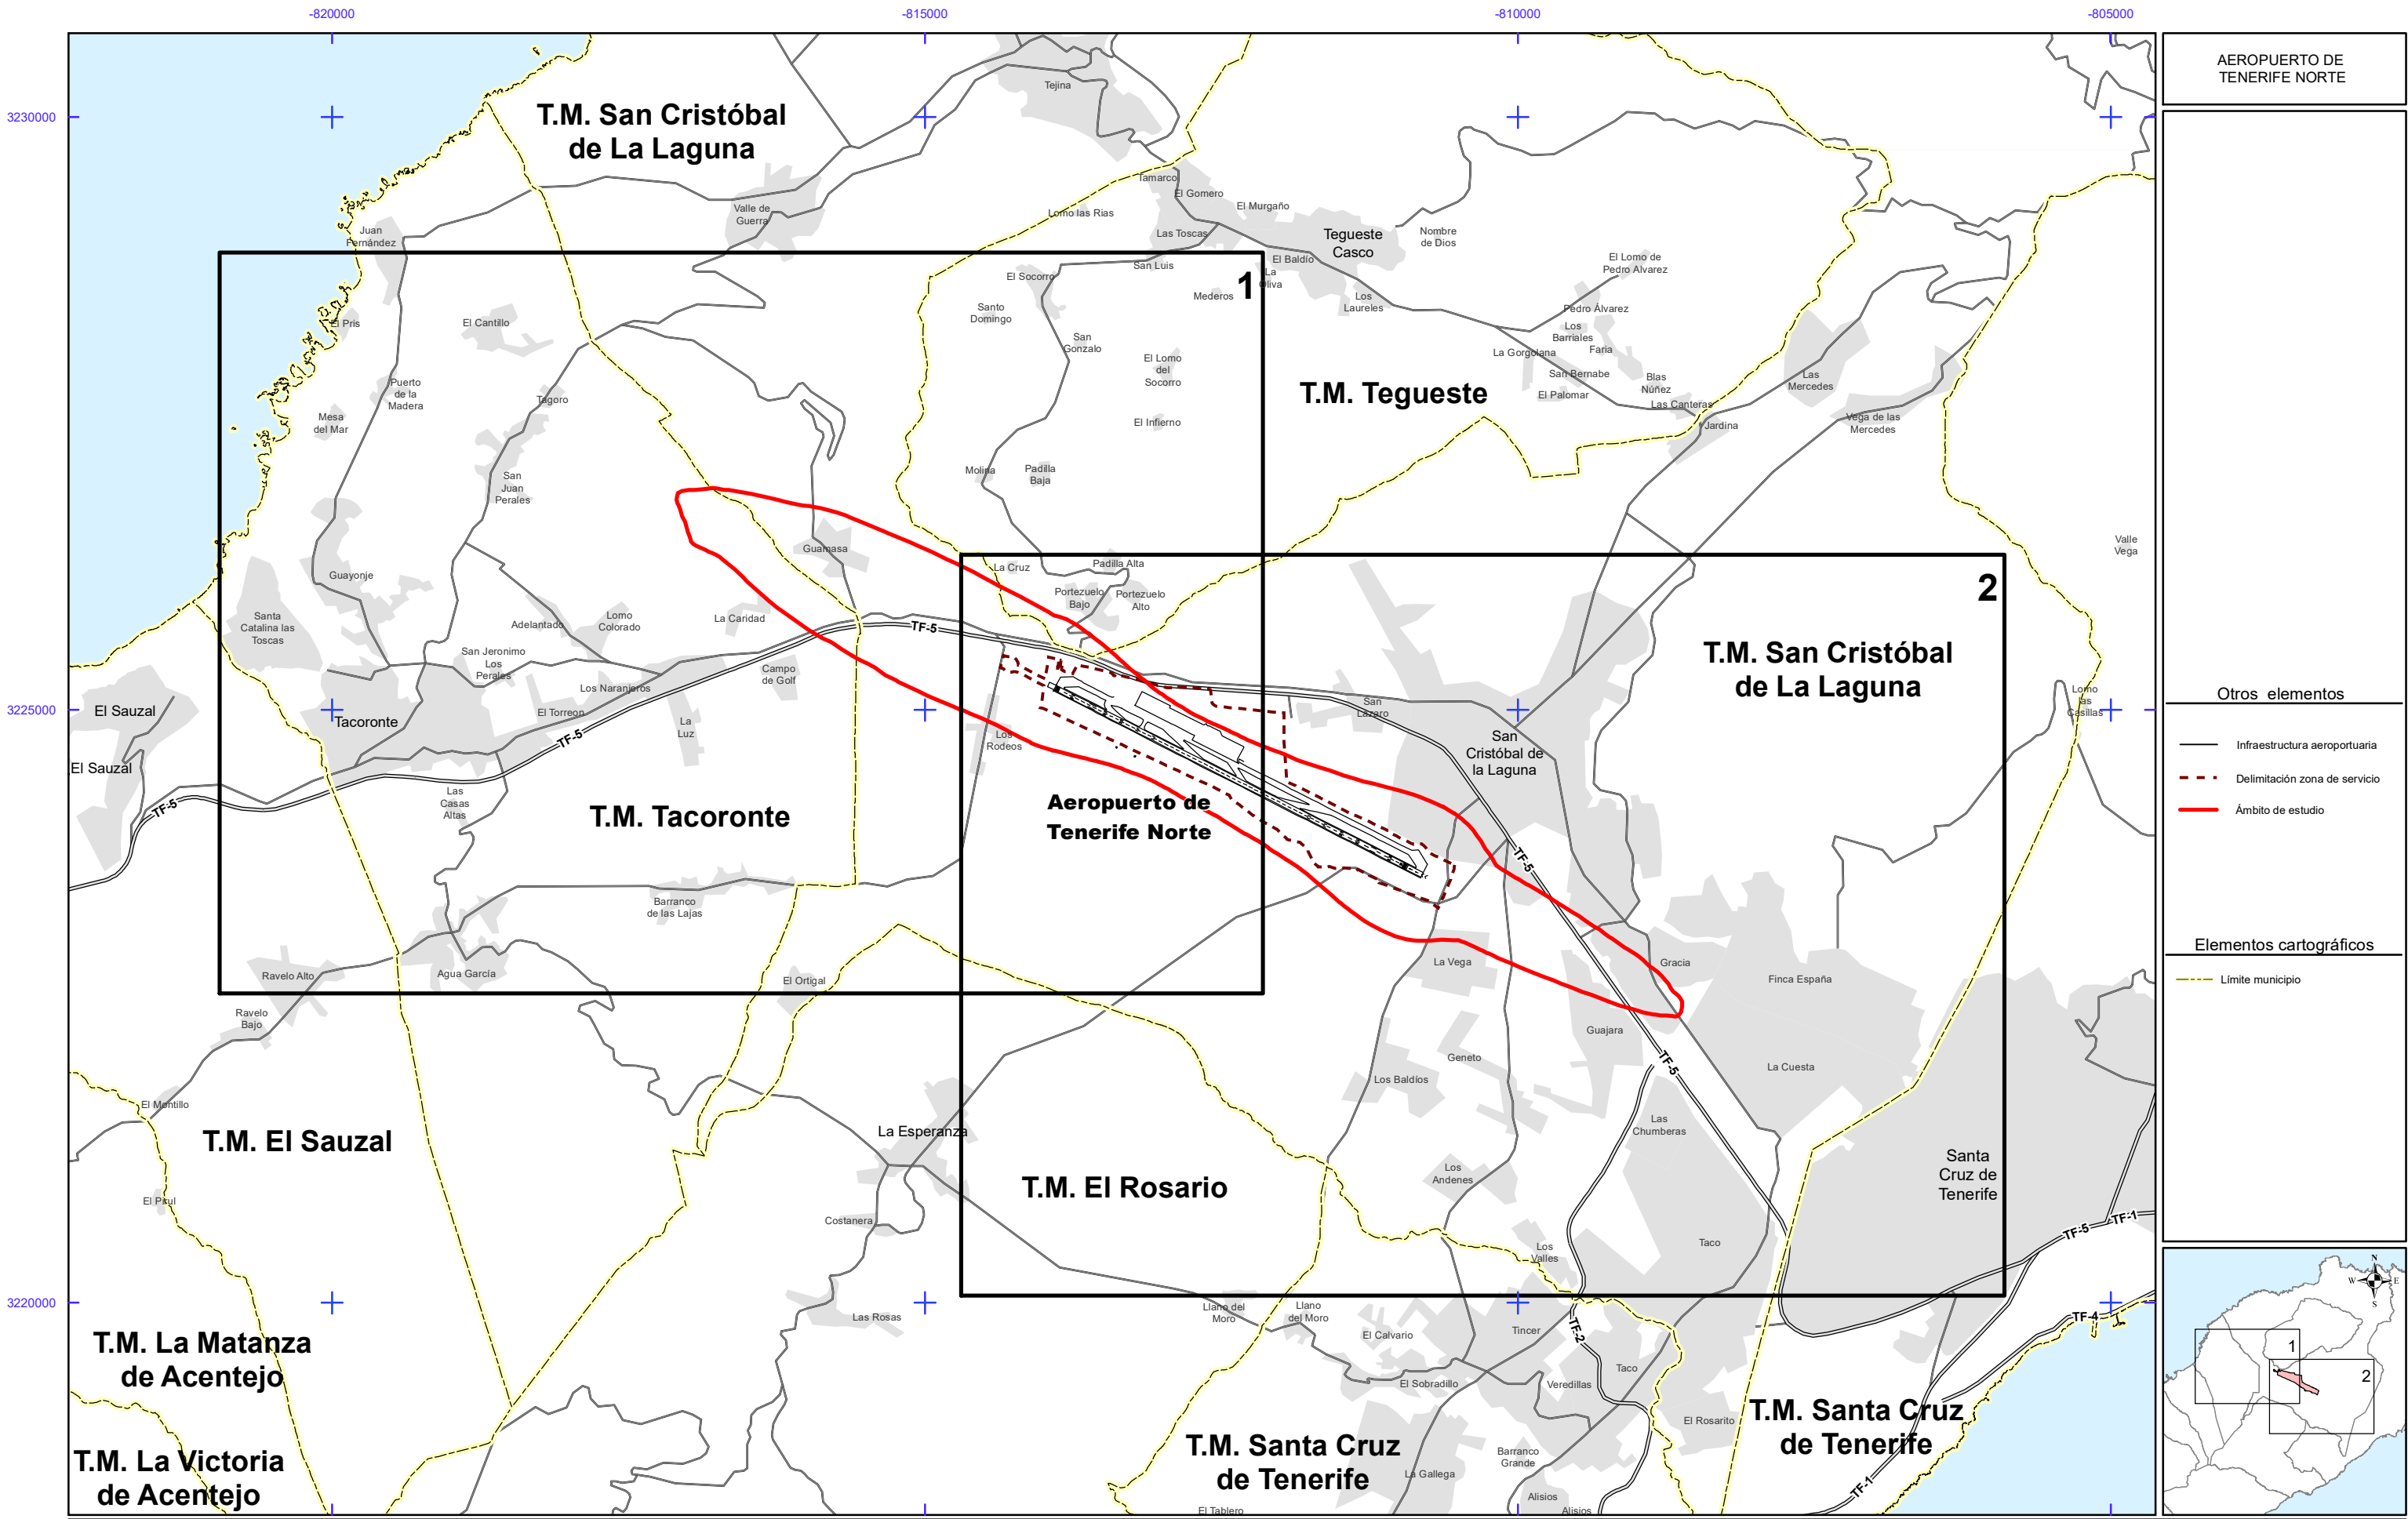 -820000
-815000
-810000
-805000
3230000
3225000
3220000
AEROPUERTO DE
TENERIFE NORTE
T.M. San Cristóbal
de La Laguna
Tejina
Valle de
Guerra
Juan
Fernández
Tamarco
El Gomero
Lomo las Rias
El Murgaño
Las Toscas
Tegueste
Casco
Nombre
de Dios
San Luis
El Baldío
La
Oliva
1
El Socorro
Mederos
Los
Laureles
El Lomo de
Pedro Alvarez
Pedro Álvarez
Santo
Domingo
Los
Barriales
Faria
El Pris
El Cantillo
San
Gonzalo
El Lomo
del
Socorro
La Gorgolana
San Bernabe
Blas
Núñez
El Palomar
Las Canteras
Las
Mercedes
T.M. Tegueste
Puerto
de la
Madera
Tagoro
Mesa
del Mar
El Infierno
Jardina
Vega de las
Mercedes
Molina
Padilla
Baja
San
Juan
Perales
Guamasa
Valle
Vega
La Cruz
Padilla Alta
Portezuelo
Bajo
Portezuelo
Alto
2
Guayonje
Santa
Catalina las
Toscas
Adelantado
Lomo
Colorado
La Caridad
TF-5
T.M. San Cristóbal
de La Laguna
San Jeronimo
Los
Perales
Los Naranjeros
Campo
de Golf
El Torreon
La
Luz
El Sauzal
Tacoronte
TF-5
Los
Rodeos
San
Lázaro
San
Cristóbal de
la Laguna
Lomo
las
Casillas
El Sauzal
TF-5
Las
Casas
Altas
T.M. Tacoronte
Aeropuerto de
Tenerife Norte
TF-5
Barranco
de las Lajas
Agua García
Ravelo Alto
El Ortigal
La Vega
Gracia
Finca España
Ravelo
Bajo
Guajara
Geneto
TF-5
Los Baldíos
La Cuesta
El Montillo
La Esperanza
Las
Chumberas
T.M. El Sauzal
T.M. El Rosario
Los
Andenes
Santa
Cruz de
Tenerife
El Pirul
Costanera
Los
Valles
Taco
TF-5
TF-1
Las Rosas
Llano del
Moro
Llano
del Moro
El Calvario
Tincer
TF-2
TF-4
T.M. La Matanza
de Acentejo
Taco
El Sobradillo
Veredillas
El Rosarito
T.M. Santa Cruz
de Tenerife
T.M. Santa Cruz
de Tenerife
T.M. La Victoria
de Acentejo
Barranco
Grande
La Gallega
TF-1
Alisios
Alisios
El Tablero
Otros elementos
Infraestructura aeroportuaria
Delimitación zona de servicio
Ámbito de estudio
Elementos cartográficos
Límite municipio
N
W
E
S
1
2